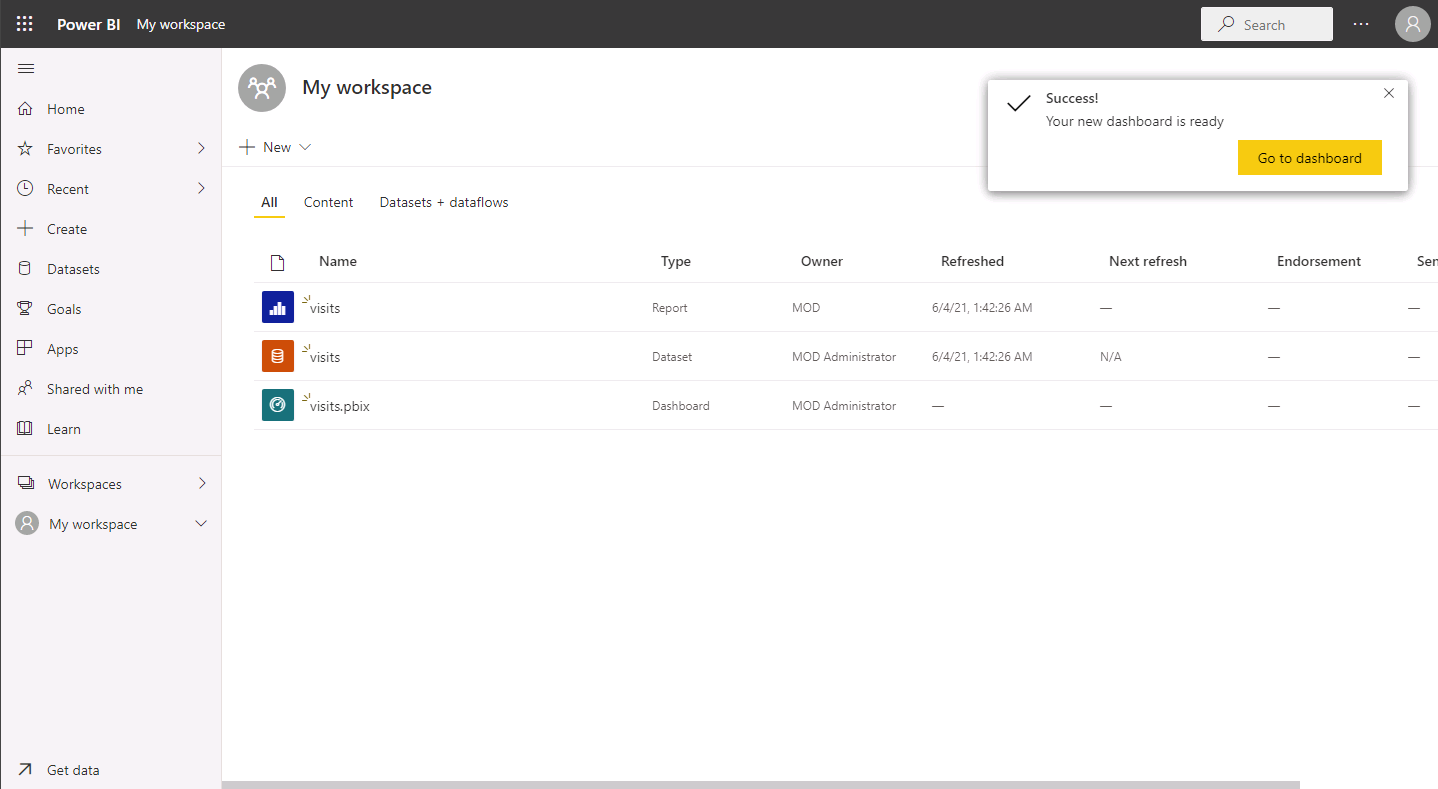 Power BI My workspace Search
My workspace
Success!
Your new dashboard is ready
Go to dashboard
Home
Favorites
Recent
Create
Datasets
Goals
Apps
Shared with me
Learn
Workspaces
My workspace
Get data
New
All Content Datasets + dataflows
Name Type Owner Refreshed Next refresh Endorsement Sen
visits Report MOD 6/4/21, 1:42:26 AM — — —
visits Dataset MOD Administrator 6/4/21, 1:42:26 AM N/A — —
visits.pbix Dashboard MOD Administrator — — — —